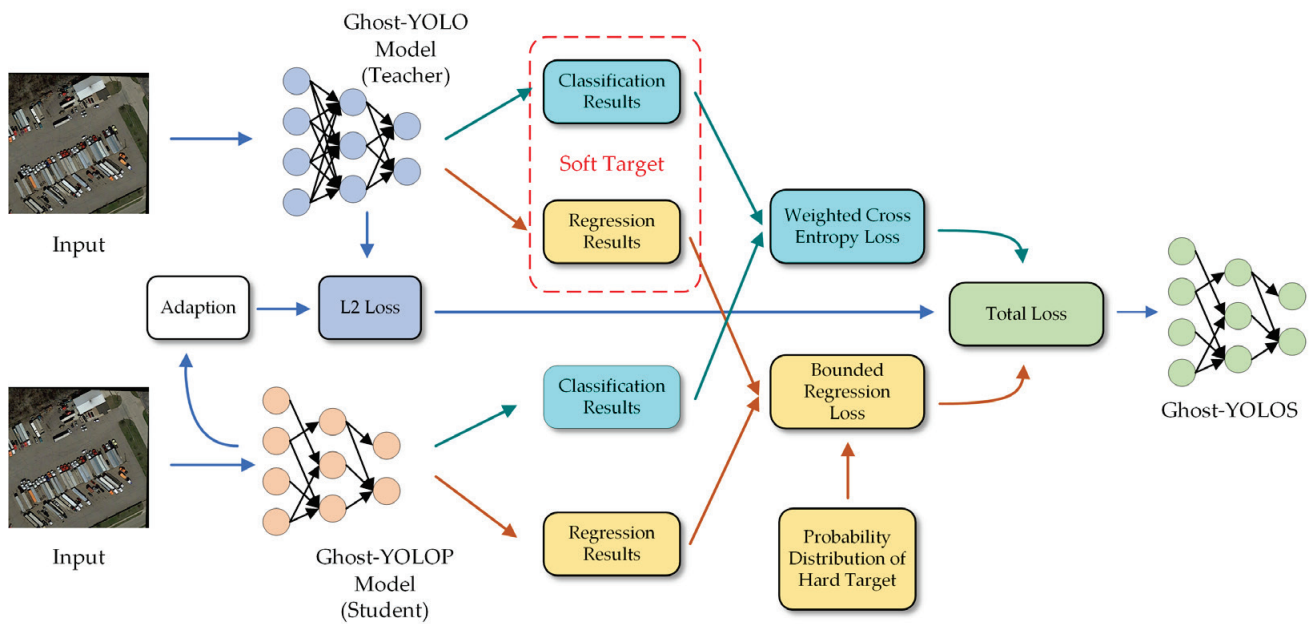 Ghost-YOLO
Model
(Teacher)
Input
Classification
Results
Soft Target
Regression
Results
Weighted Cross
Entropy Loss
Adaption
L2 Loss
Total Loss
Ghost-YOLOS
Input
Ghost-YOLOP
Model
(Student)
Classification
Results
Regression
Results
Bounded
Regression
Loss
Probability
Distribution of
Hard Target